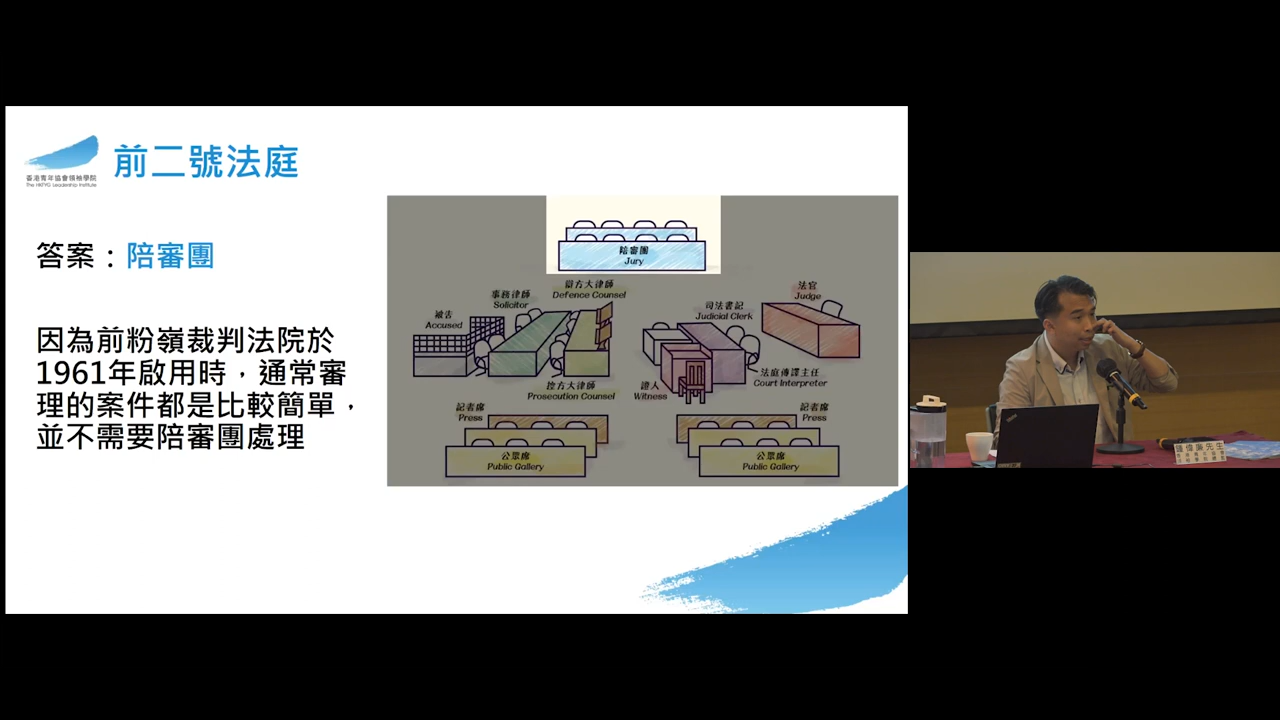 香港青年協會領袖學院
The HKFYG Leadership Institute
前二號法庭
答案：陪審團
因為前粉嶺裁判法院於
1961年啟用時，通常審
理的案件都是比較簡單，
並不需要陪審團處理
陪審團
Jury
辯方大律師
Defence Counsel
事務律師
Solicitor
被告
Accused
控方大律師
Prosecution Counsel
法官
Judge
司法書記
Judicial Clerk
法庭傳譯主任
Court Interpreter
證人
Witness
記者席
Press
公眾席
Public Gallery
記者席
Press
公眾席
Public Gallery